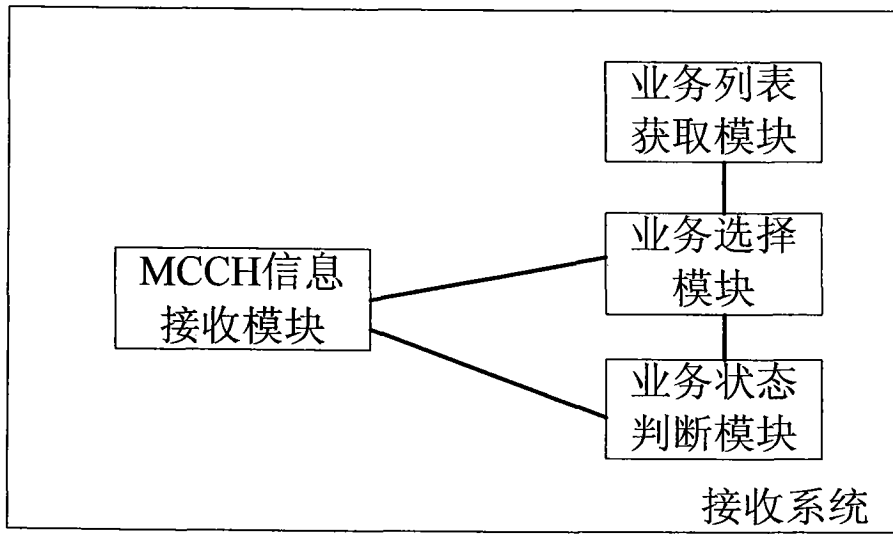 业务列表
获取模块
业务选择
模块
MCCH信息
接收模块
业务状态
判断模块
接收系统